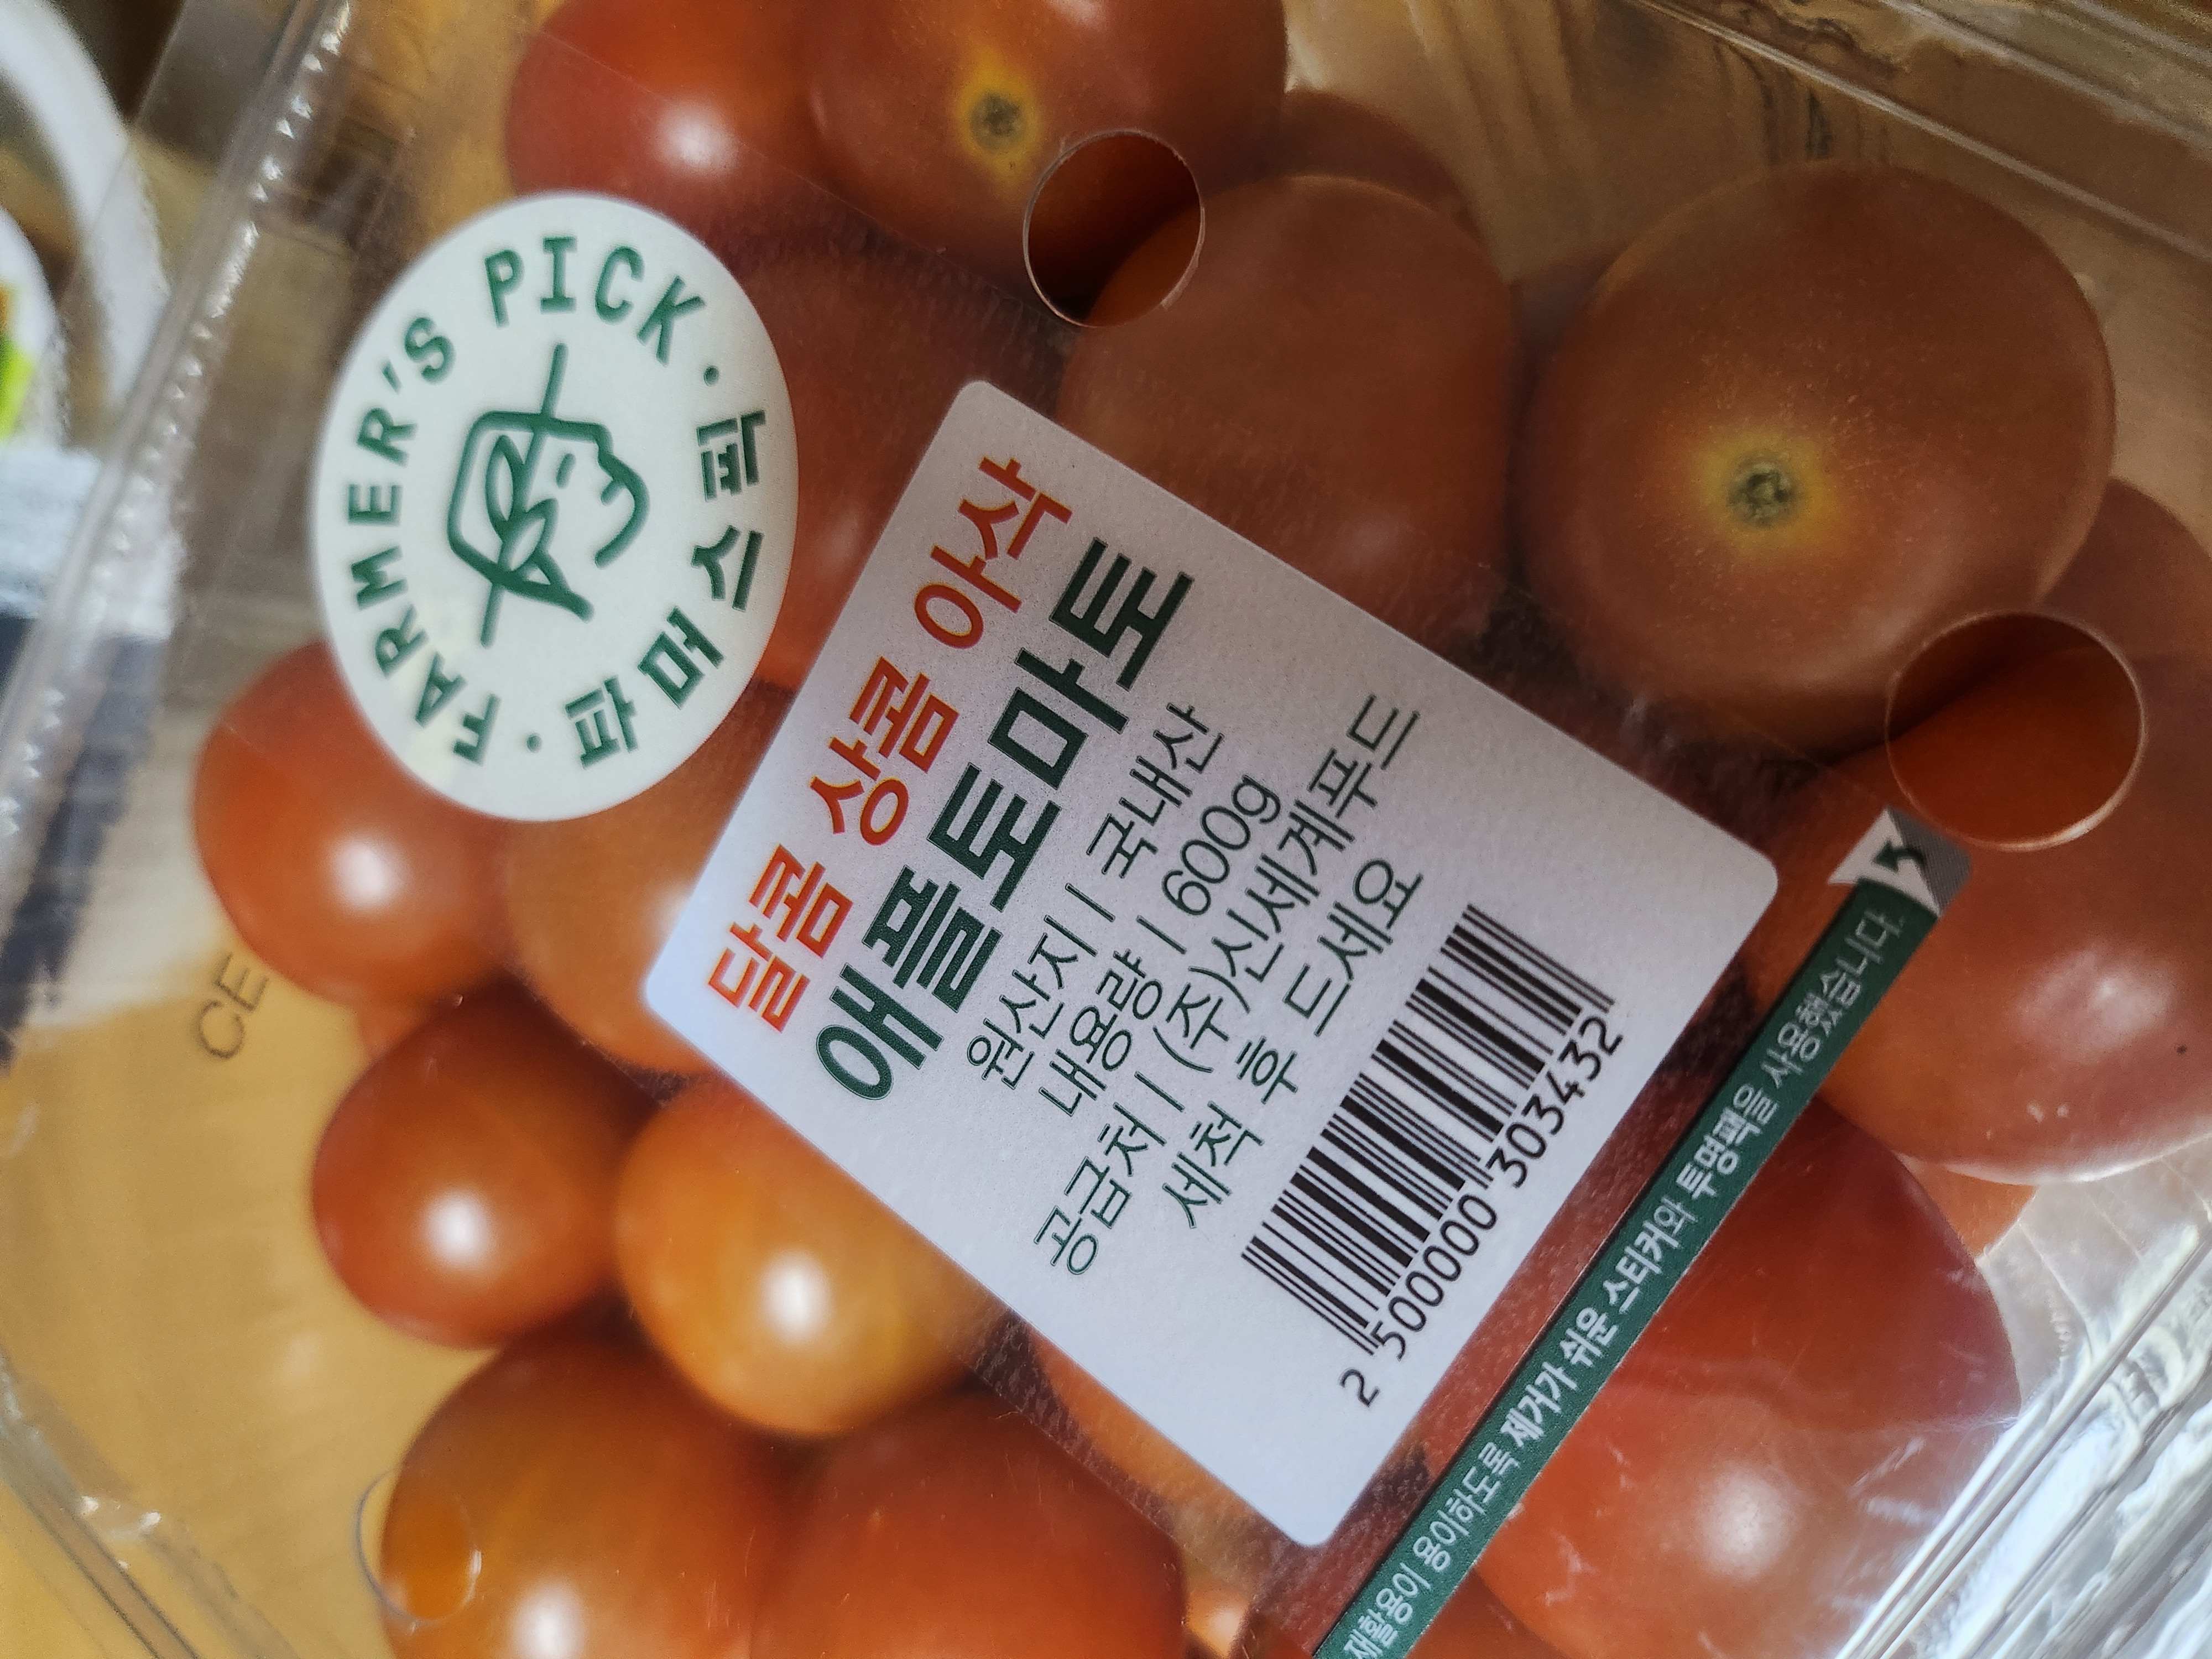 FARMER'S PICK
파머스픽
달콤 상콤 아삭
애플토마토
원산지 | 국내산
내용량 | 600g
공급처 | (주)신세계푸드
세척 후 드세요
2 500000 303432
재활용이 용이하도록 제거가 쉬운 스티커와 투명팩을 사용했습니다.
CE